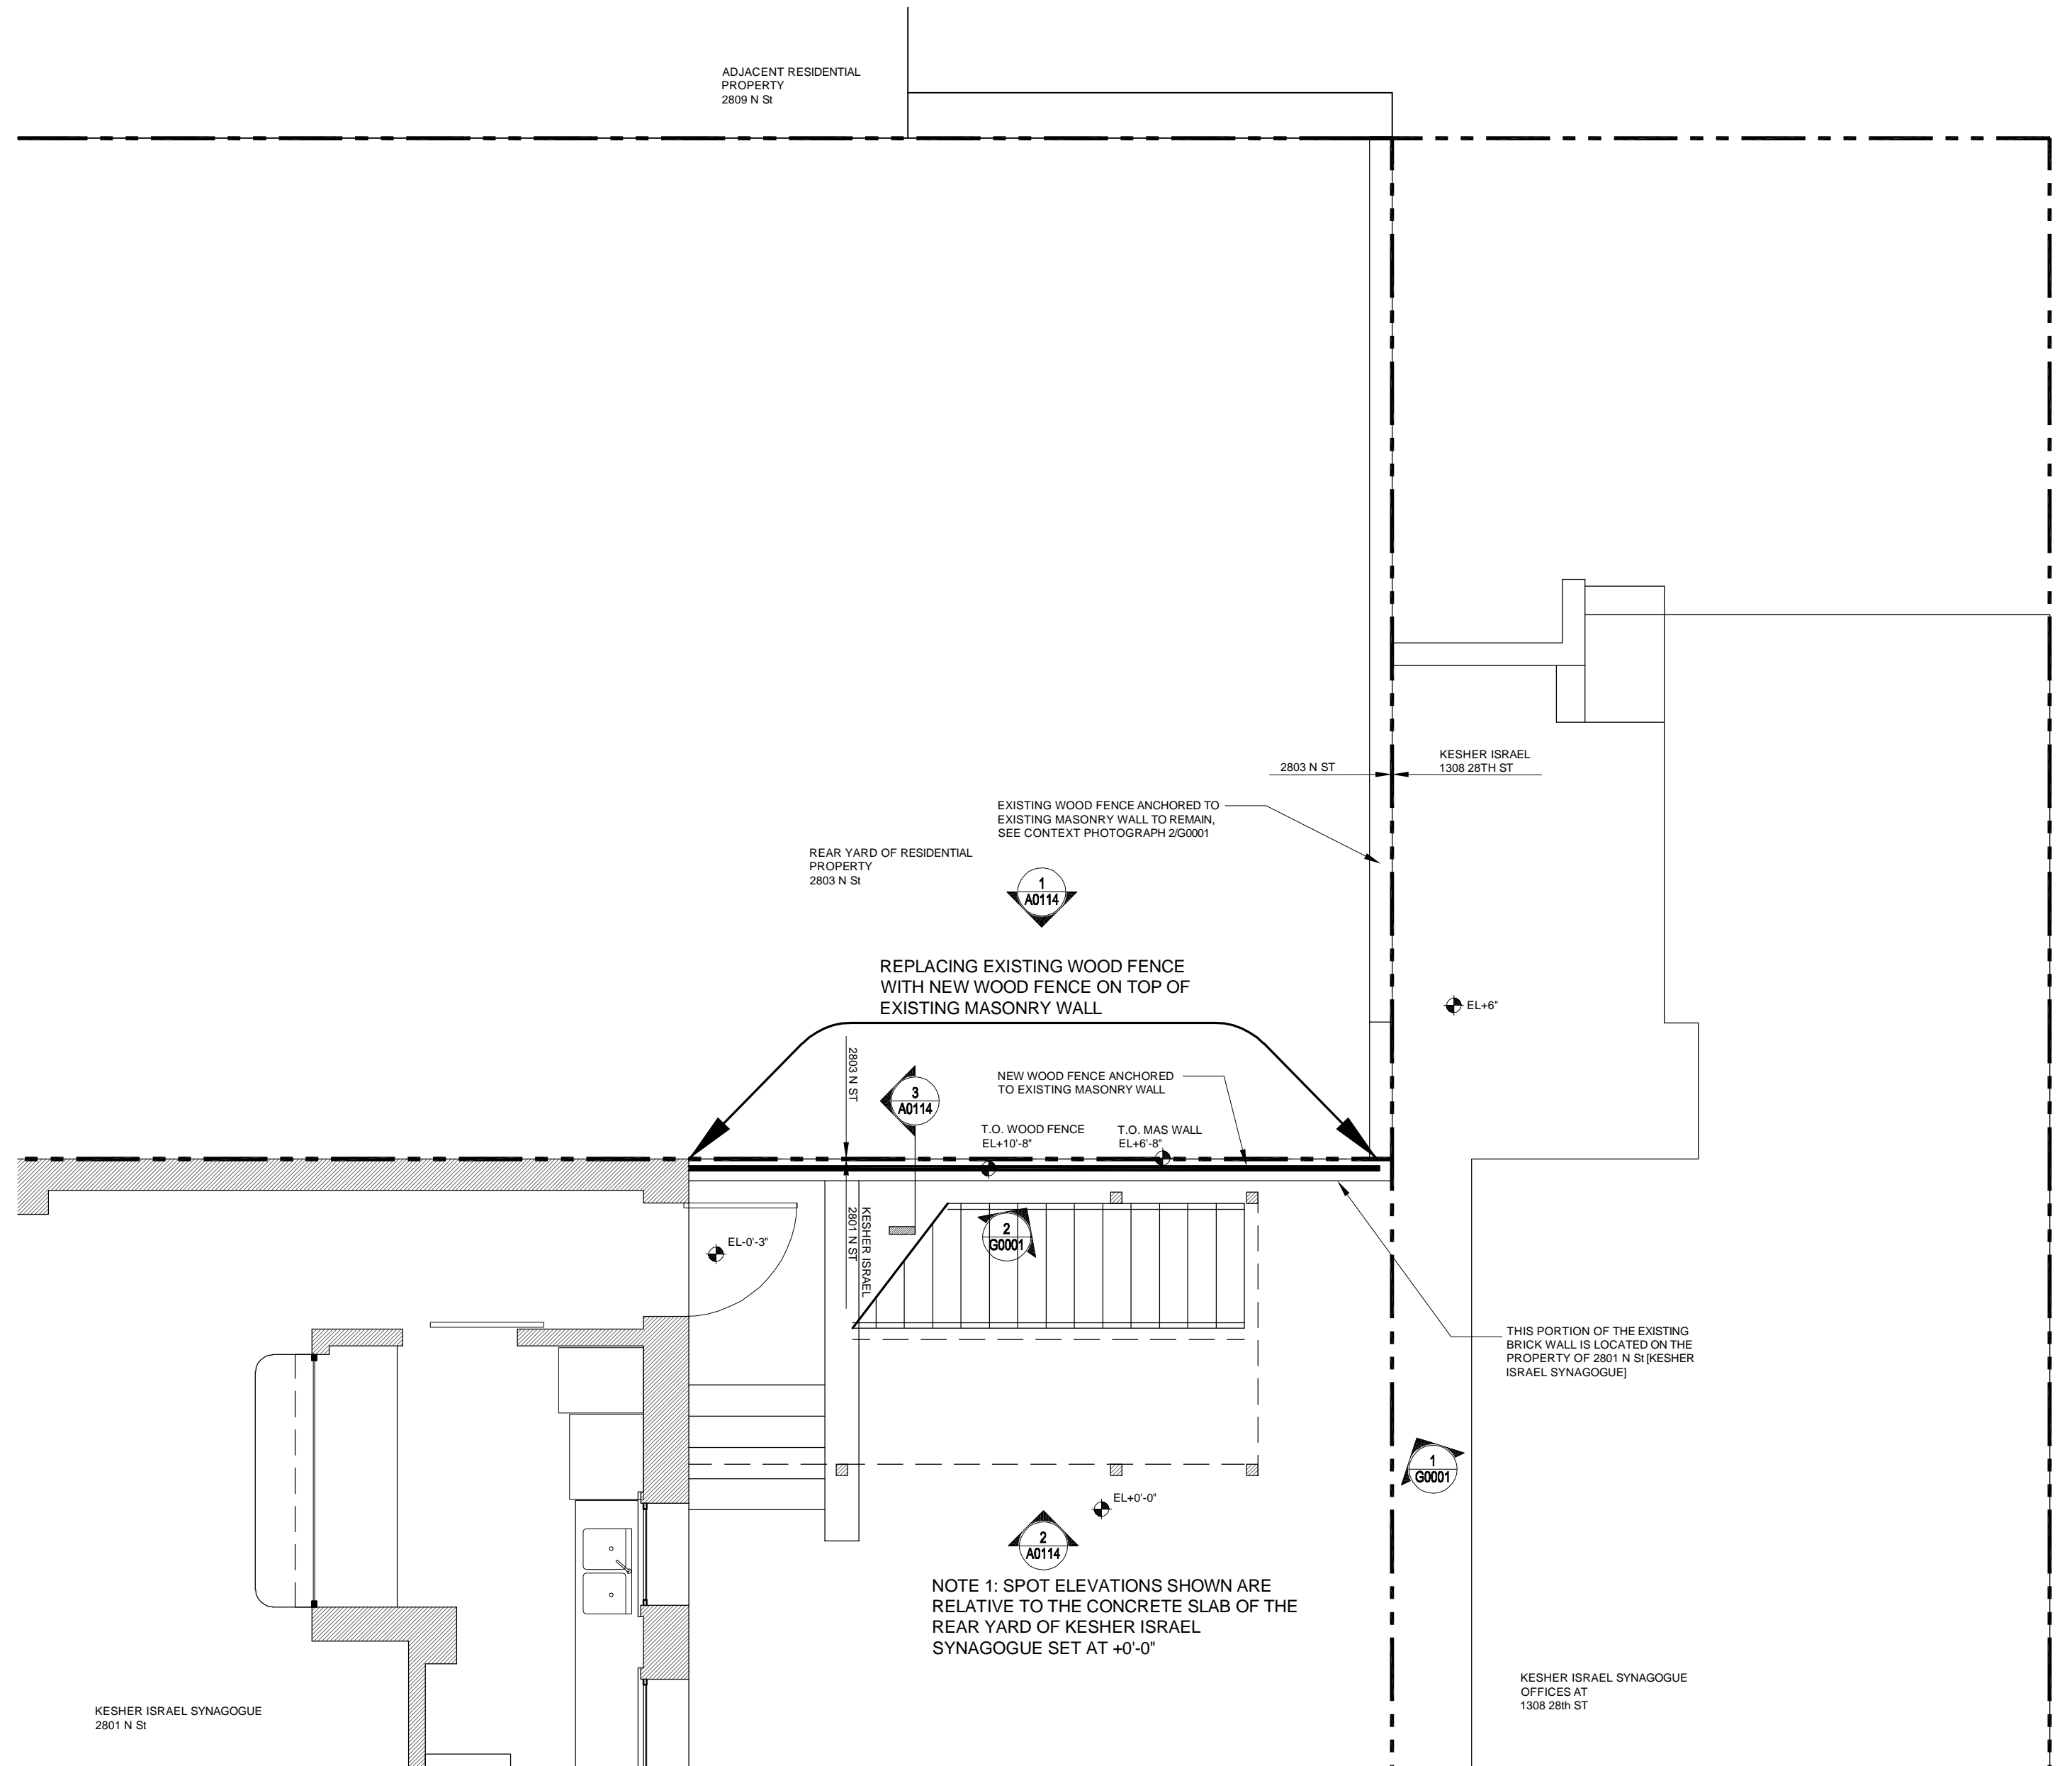 ADJACENT RESIDENTIAL
PROPERTY
2809 N St
2803 N ST
KESHER ISRAEL
1308 28TH ST
EXISTING WOOD FENCE ANCHORED TO
EXISTING MASONRY WALL TO REMAIN,
SEE CONTEXT PHOTOGRAPH 2/G0001
REAR YARD OF RESIDENTIAL
PROPERTY
2803 N St
1
A0114
REPLACING EXISTING WOOD FENCE
WITH NEW WOOD FENCE ON TOP OF
EXISTING MASONRY WALL
EL+6"
2803 N ST
3
A0114
NEW WOOD FENCE ANCHORED
TO EXISTING MASONRY WALL
T.O. WOOD FENCE
EL+10'-8"
T.O. MAS WALL
EL+6'-8"
KESHER ISRAEL
2801 N ST
2
G0001
EL-0'-3"
THIS PORTION OF THE EXISTING
BRICK WALL IS LOCATED ON THE
PROPERTY OF 2801 N St [KESHER
ISRAEL SYNAGOGUE]
1
G0001
EL+0'-0"
2
A0114
NOTE 1: SPOT ELEVATIONS SHOWN ARE
RELATIVE TO THE CONCRETE SLAB OF THE
REAR YARD OF KESHER ISRAEL
SYNAGOGUE SET AT +0'-0"
KESHER ISRAEL SYNAGOGUE
OFFICES AT
1308 28th ST
KESHER ISRAEL SYNAGOGUE
2801 N St